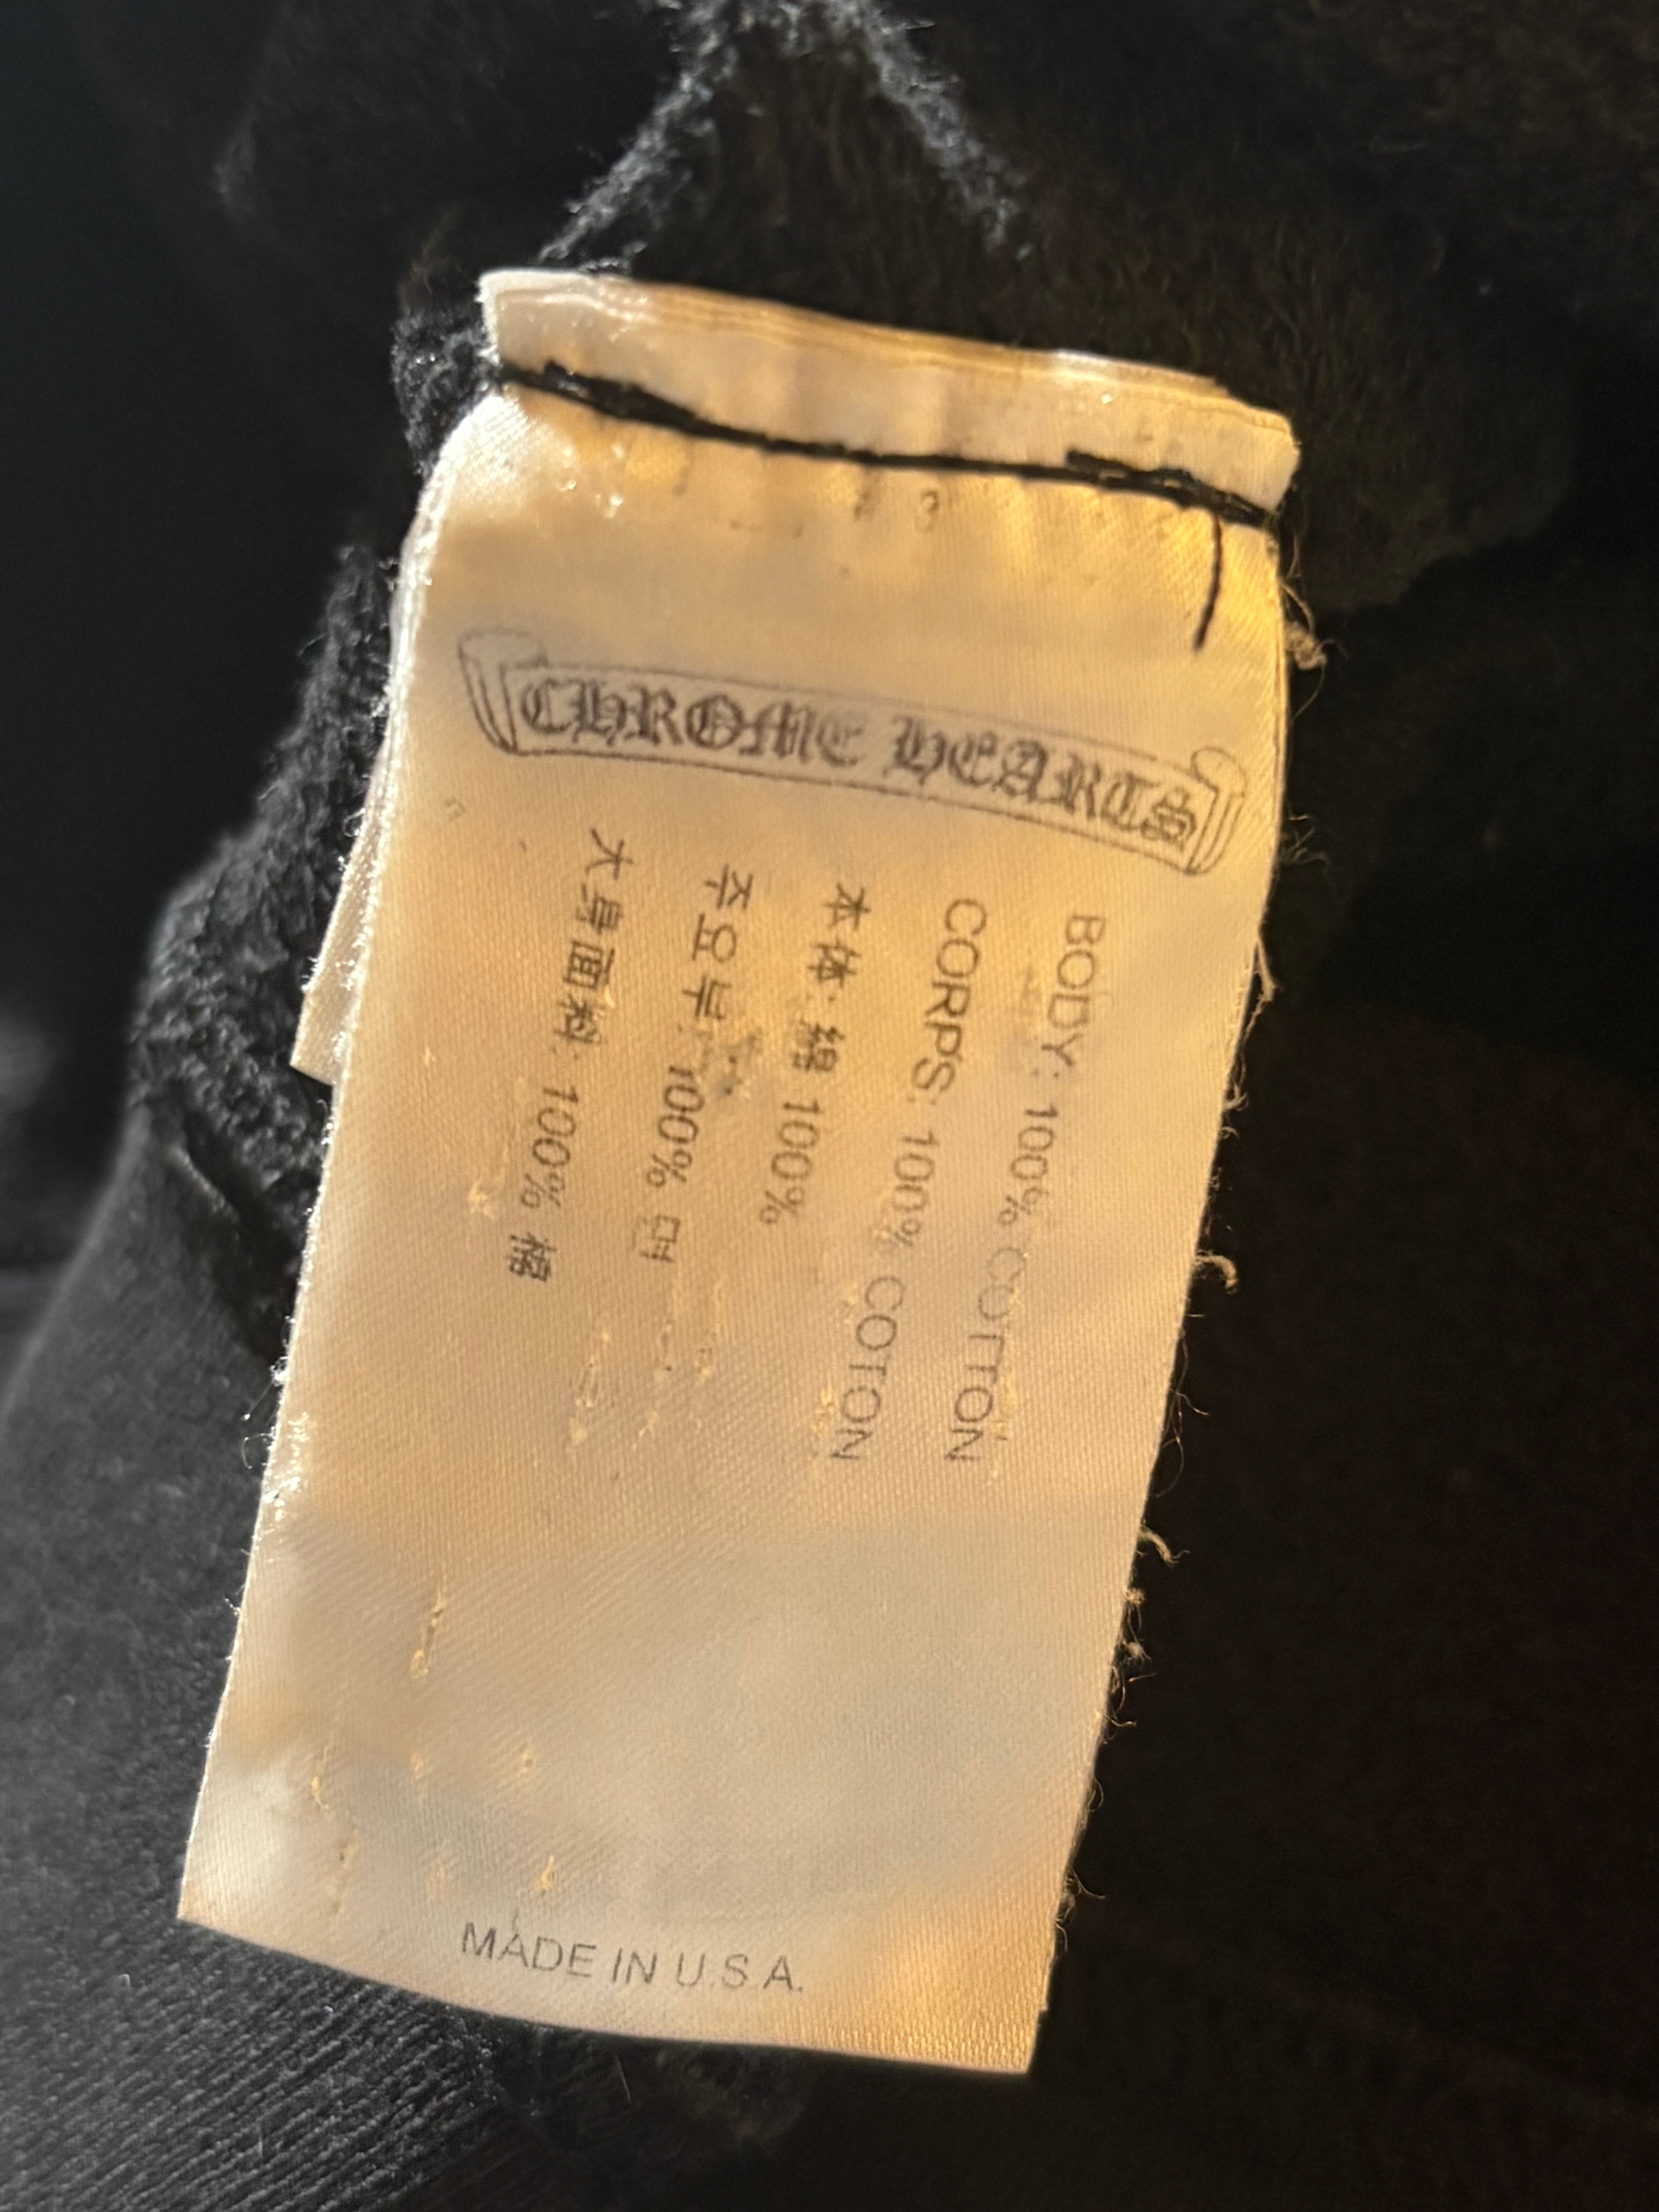 CHROME HEARTS
BODY: 100% COTTON
CORPS: 100% COTON
本体: 綿 100%
주요부: 100% 면
大身面料: 100% 棉
MADE IN U.S.A.